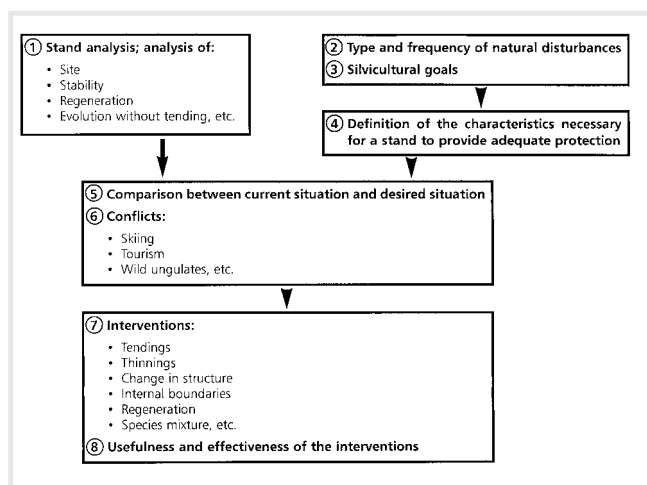 ① Stand analysis; analysis of:
• Site
• Stability
• Regeneration
• Evolution without tending, etc.
② Type and frequency of natural disturbances
③ Silvicultural goals
④ Definition of the characteristics necessary
for a stand to provide adequate protection
⑤ Comparison between current situation and desired situation
⑥ Conflicts:
• Skiing
• Tourism
• Wild ungulates, etc.
⑦ Interventions:
• Tendings
• Thinnings
• Change in structure
• Internal boundaries
• Regeneration
• Species mixture, etc.
⑧ Usefulness and effectiveness of the interventions